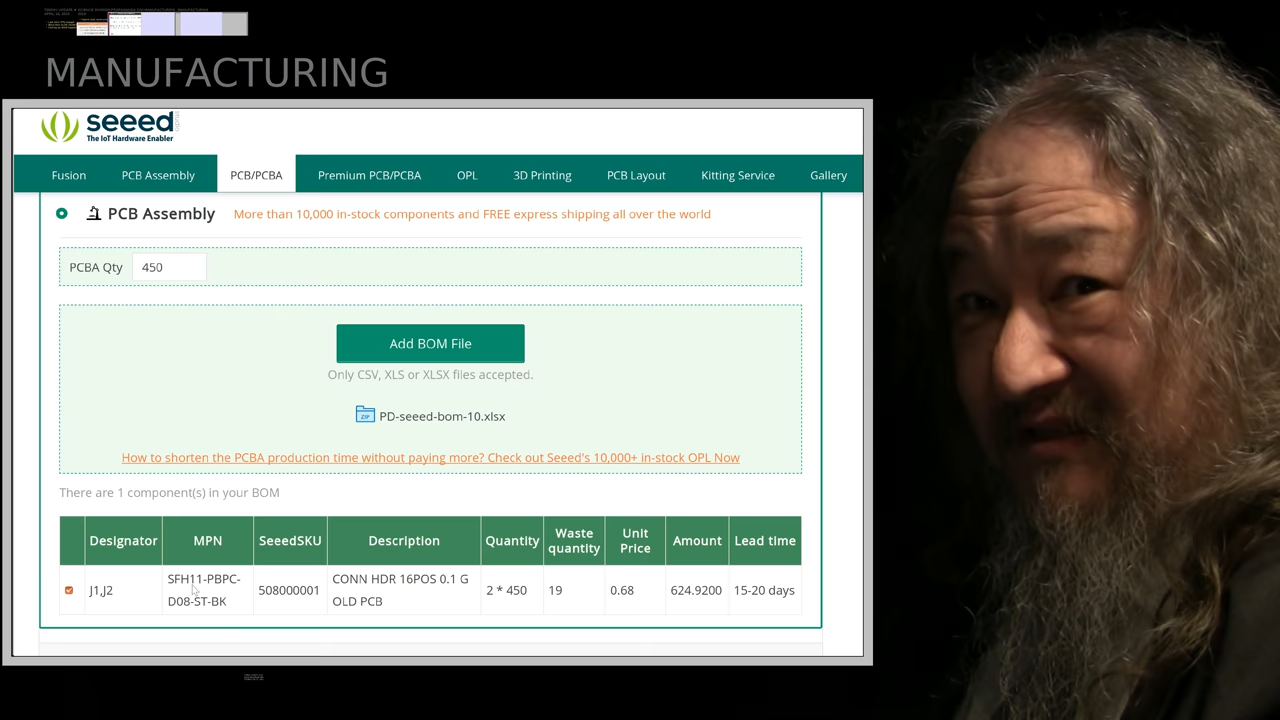 MANUFACTURING
seeed
studio
The IoT Hardware Enabler
Fusion PCB Assembly PCB/PCBA Premium PCB/PCBA OPL 3D Printing PCB Layout Kitting Service Gallery
PCB Assembly More than 10,000 in-stock components and FREE express shipping all over the world
PCBA Qty 450
Add BOM File
Only CSV, XLS or XLSX files accepted.
ZIP PD-seeed-bom-10.xlsx
How to shorten the PCBA production time without paying more? Check out Seeed's 10,000+ in-stock OPL Now
There are 1 component(s) in your BOM
Designator MPN SeeedSKU Description Quantity Waste quantity Unit Price Amount Lead time
J1,J2 SFH11-PBPC-D08-ST-BK 508000001 CONN HDR 16POS 0.1 G OLD PCB 2 * 450 19 0.68 624.9200 15-20 days